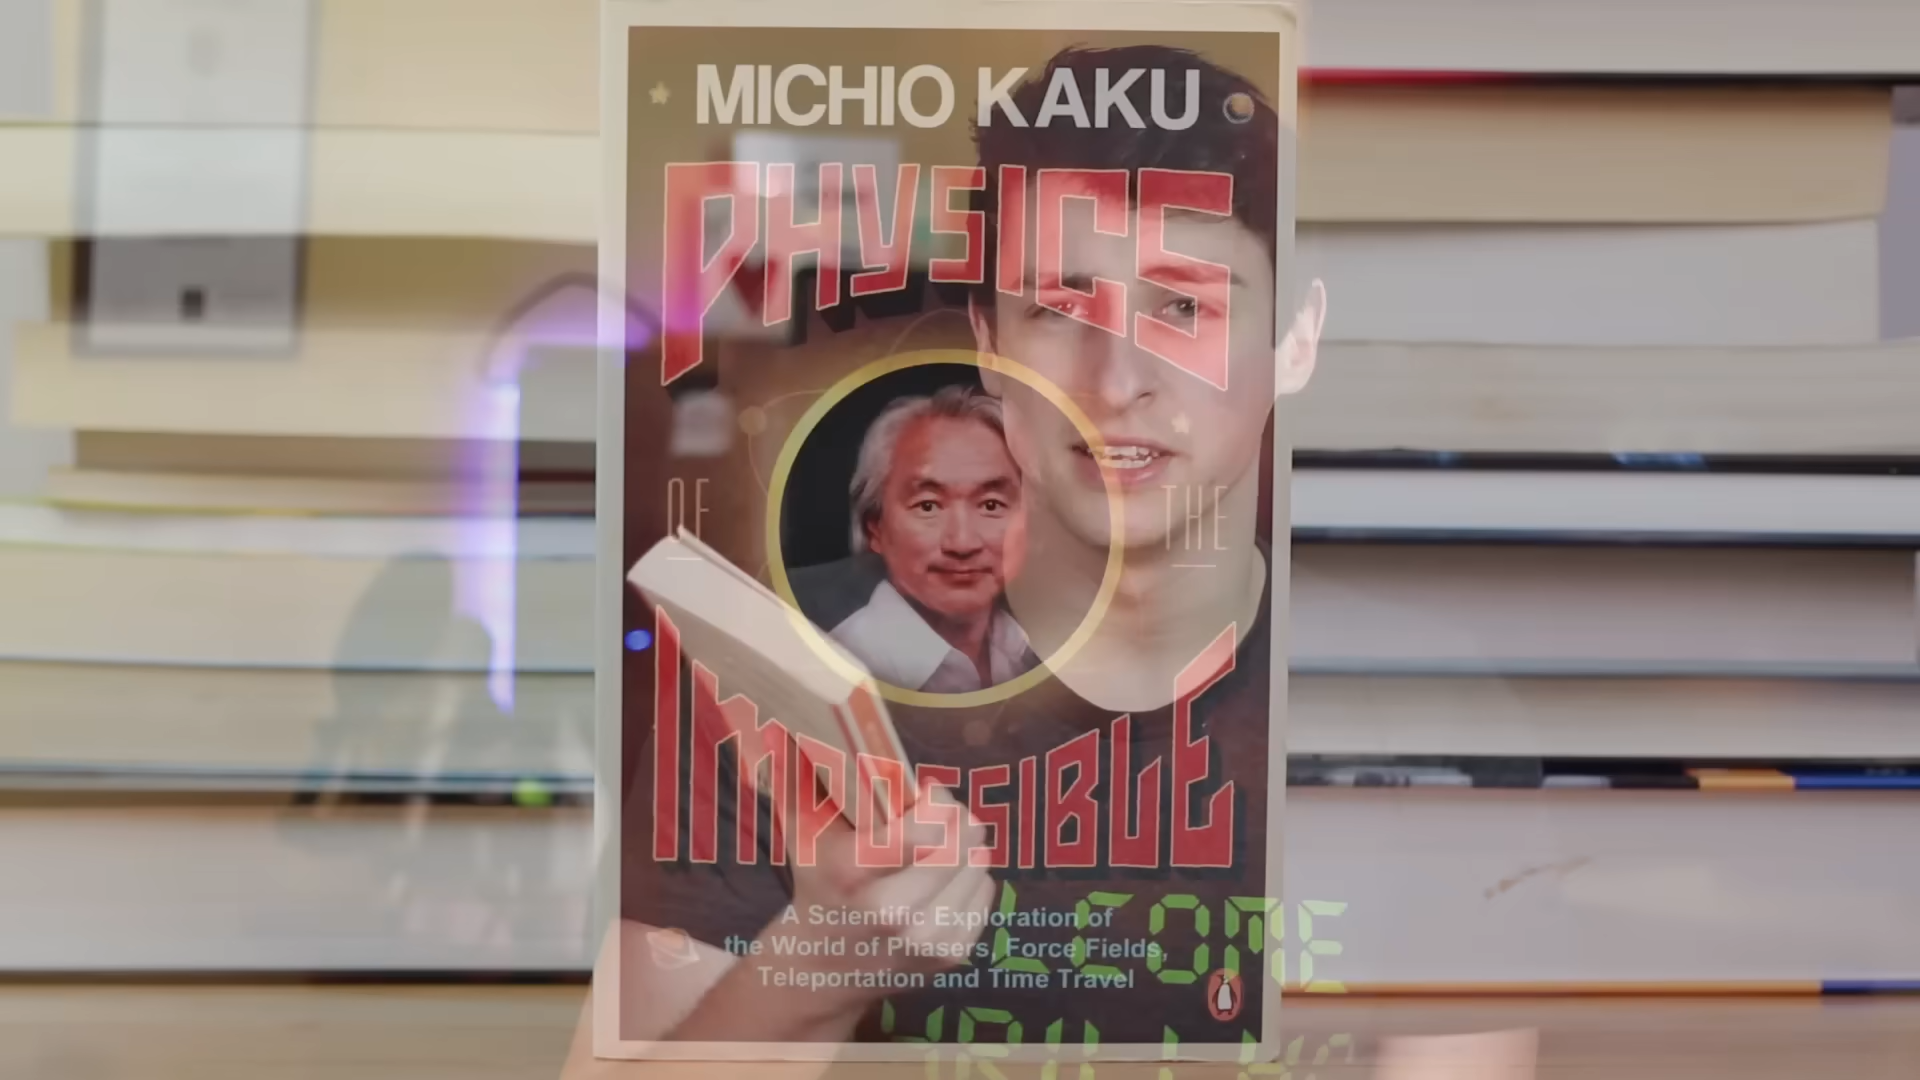 MICHIO KAKU
PHYSICS
OF THE
IMPOSSIBLE
A Scientific Exploration of
the World of Phasers, Force Fields,
Teleportation and Time Travel
LCOME